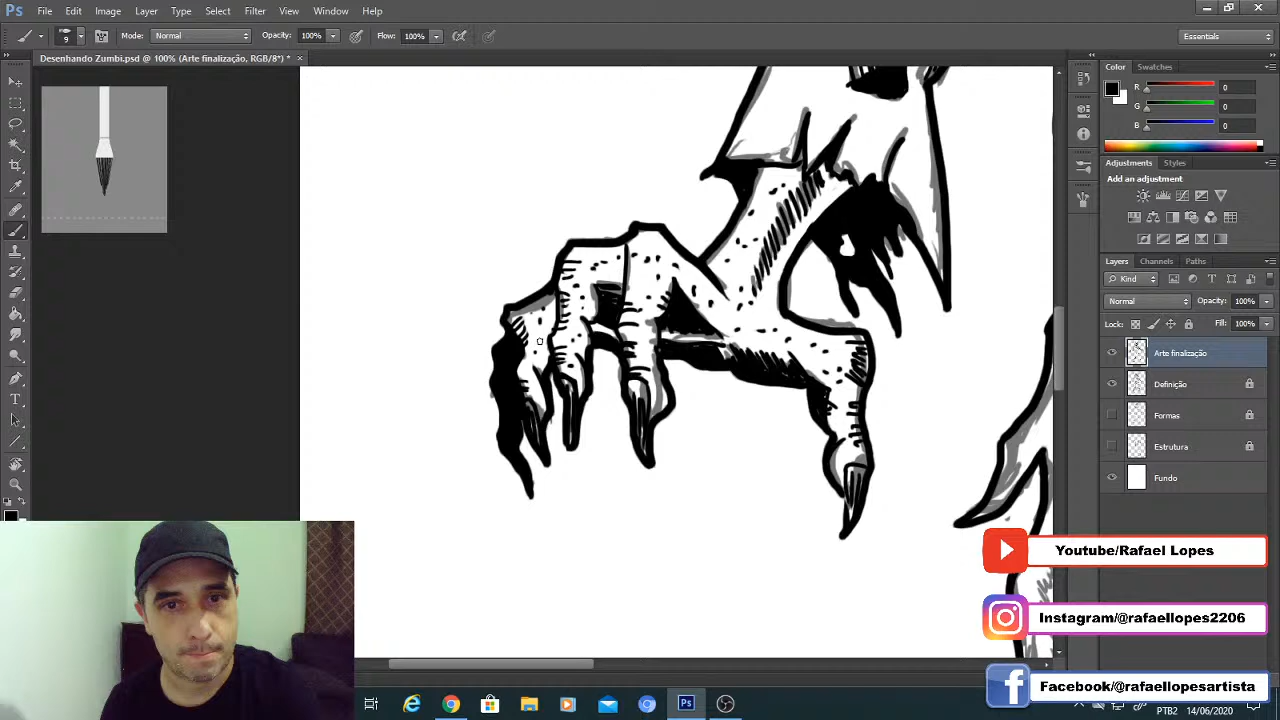 Ps File Edit Image Layer Type Select Filter View Window Help
9 Mode: Normal Opacity: 100% Flow: 100% Essentials
Desenhando Zumbi.psd @ 100% (Arte finalização, RGB/8*) * ×
Color Swatches
R 0
G 0
B 0
Adjustments Styles
Add an adjustment
Layers Channels Paths
Kind
Normal Opacity: 100%
Lock: Fill: 100%
Arte finalização
Definição
Formas
Estrutura
Fundo
Youtube/Rafael Lopes
Instagram/@rafaellopes2206
Facebook/@rafaellopesartista
Ps PTB2 14/06/2020